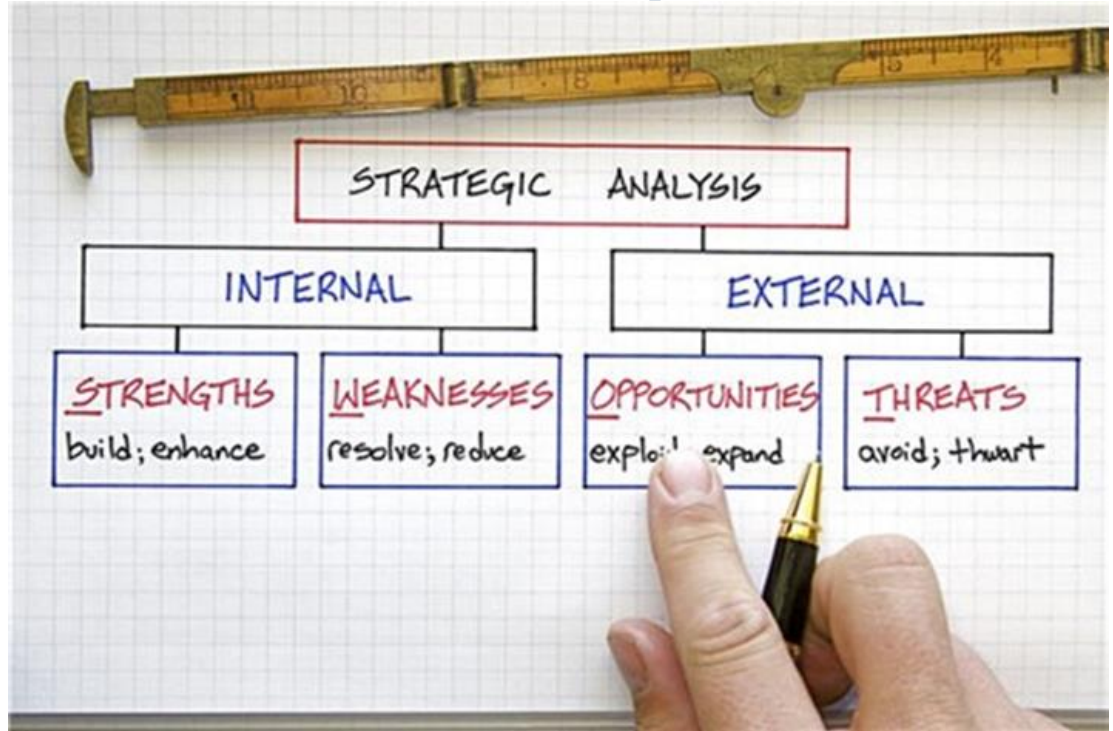 STRATEGIC ANALYSIS
INTERNAL
EXTERNAL
STRENGTHS
build; enhance
WEAKNESSES
resolve; reduce
OPPORTUNITIES
expand
THREATS
avoid; thwart